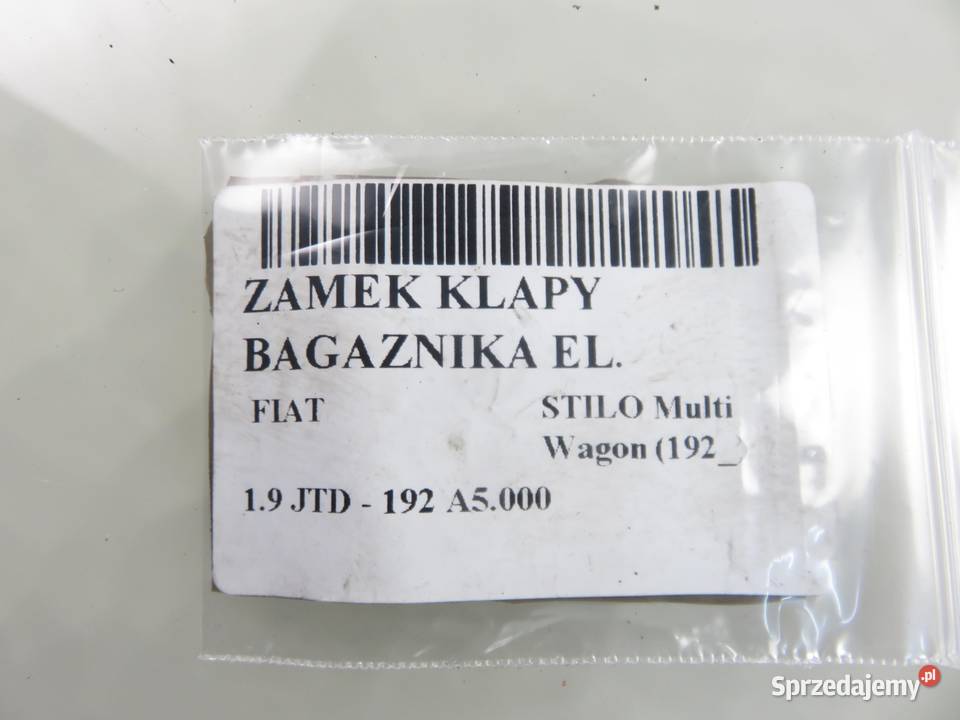 ZAMEK KLAPY
BAGAZNIKA EL.
FIAT
STILO Multi
Wagon (192_)
1.9 JTD - 192 A5.000
Sprzedajemy.pl